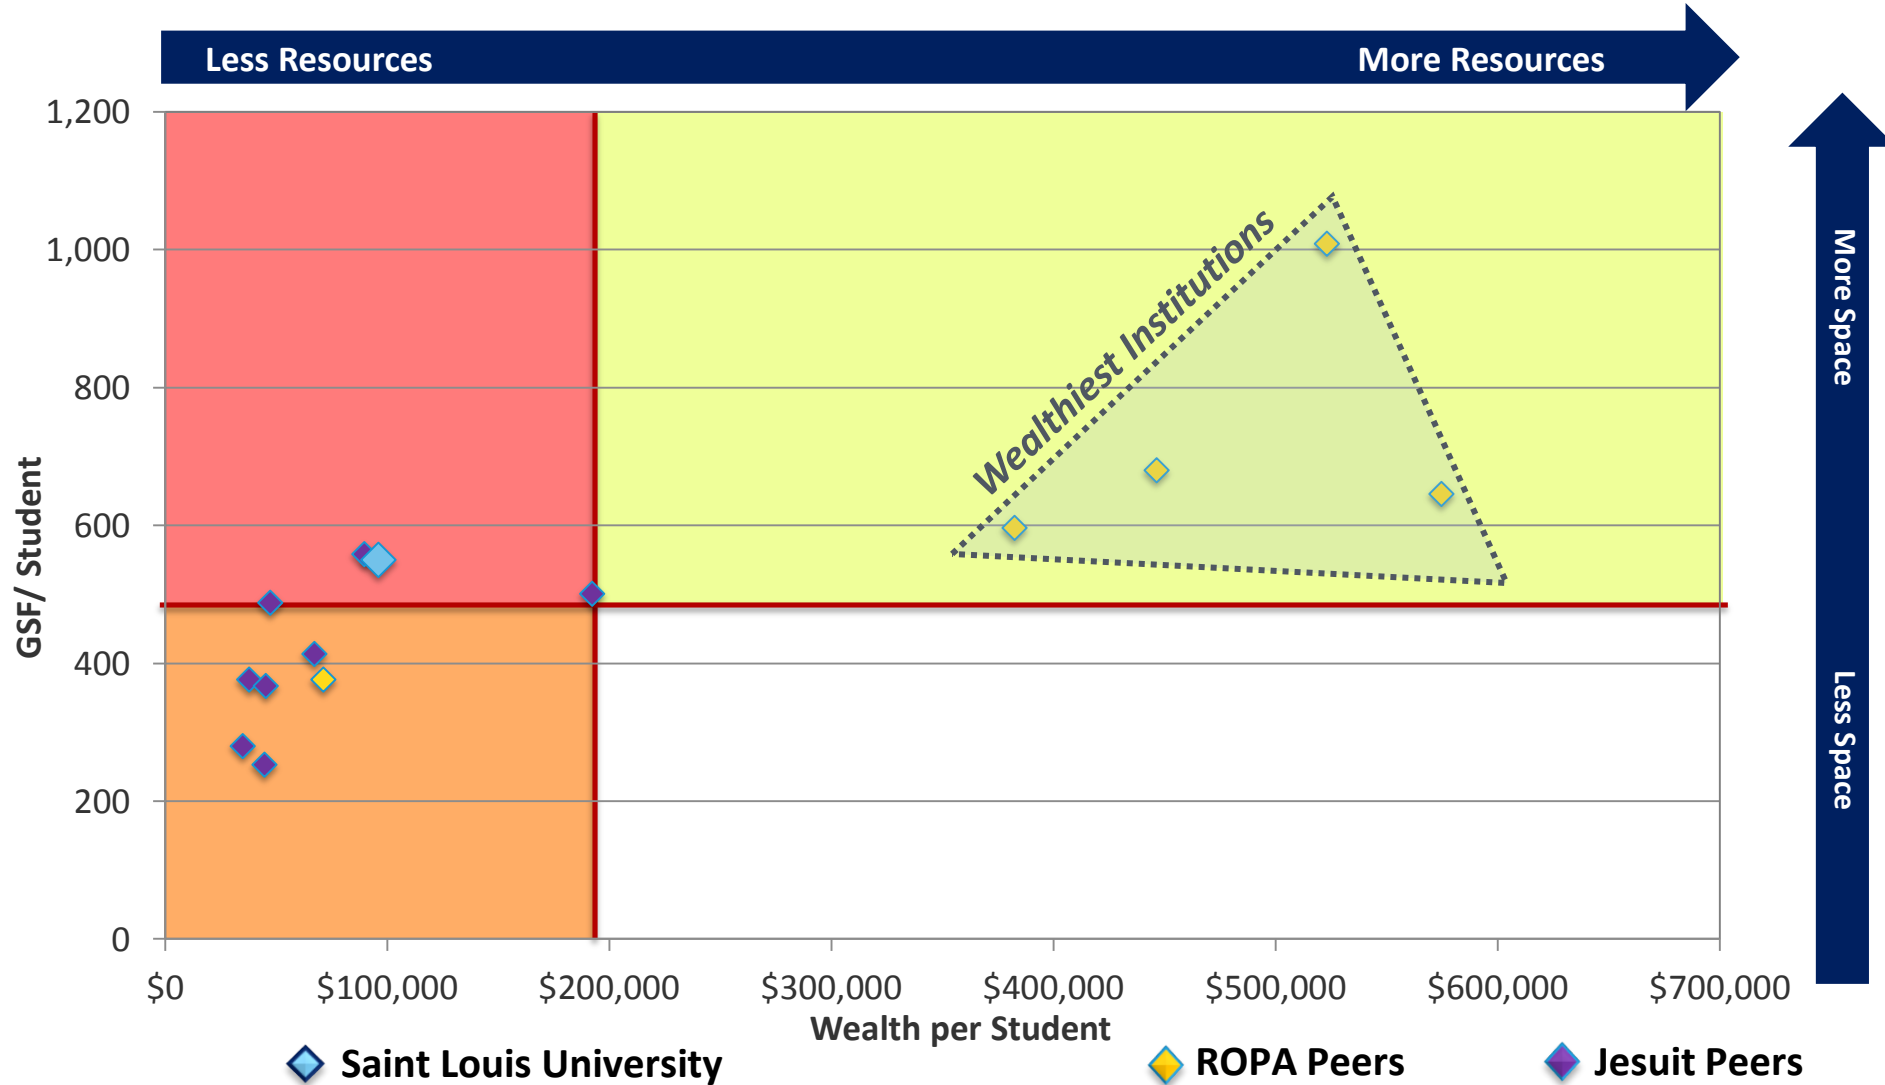 Less Resources
More Resources
1,200
1,000
800
600
400
200
0
GSF/ Student
Wealthiest Institutions
More Space
Less Space
$0
$100,000
$200,000
$300,000
$400,000
$500,000
$600,000
$700,000
Wealth per Student
Saint Louis University
ROPA Peers
Jesuit Peers